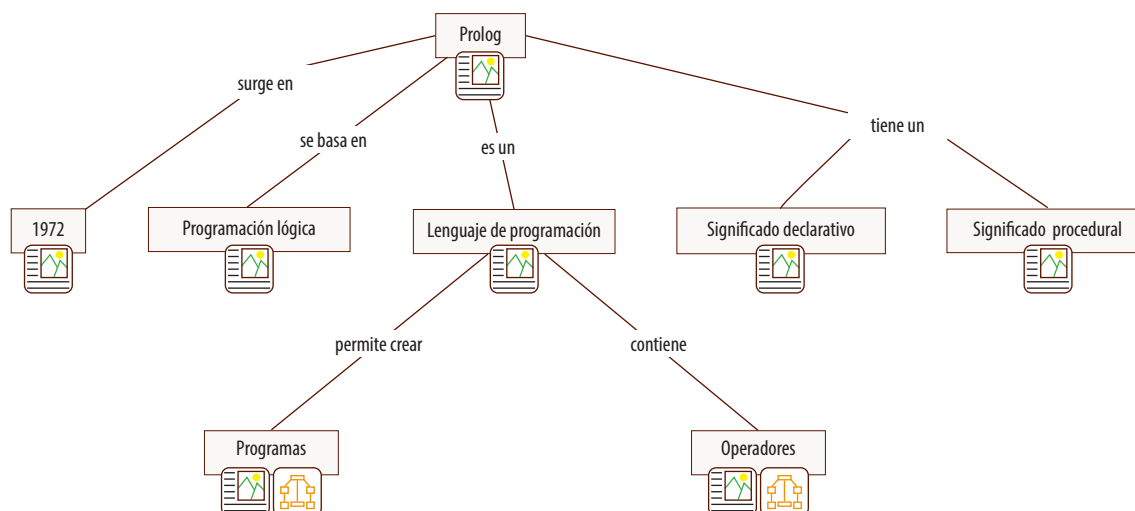 Prolog
surge en
se basa en
es un
tiene un
1972
Programación lógica
Lenguaje de programación
Significado declarativo
Significado procedural
permite crear
contiene
Programas
Operadores